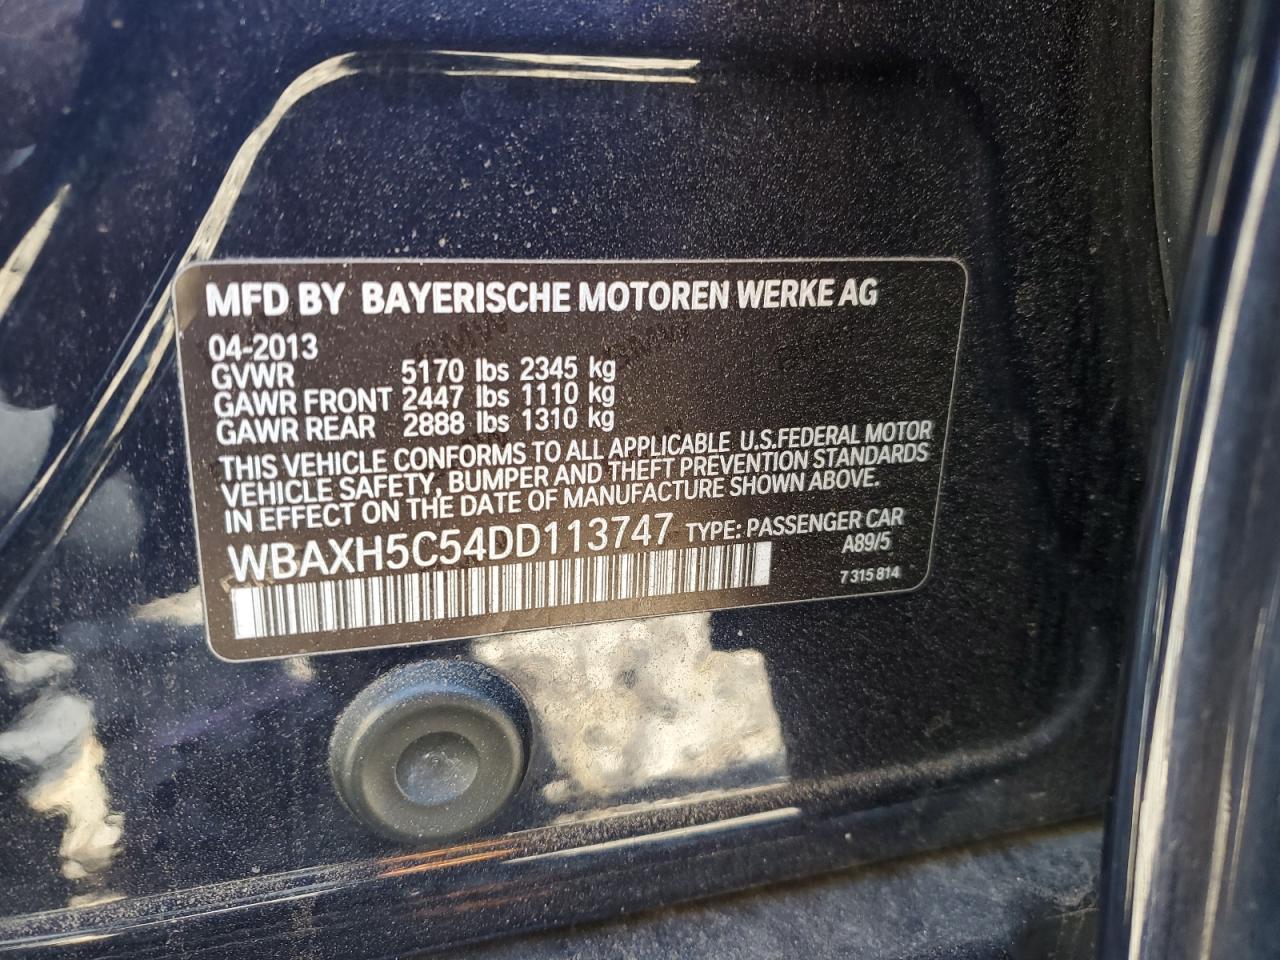 MFD BY BAYERISCHE MOTOREN WERKE AG
04-2013
GVWR 5170 lbs 2345 kg
GAWR FRONT 2447 lbs 1110 kg
GAWR REAR 2888 lbs 1310 kg
THIS VEHICLE CONFORMS TO ALL APPLICABLE U.S.FEDERAL MOTOR
VEHICLE SAFETY, BUMPER AND THEFT PREVENTION STANDARDS
IN EFFECT ON THE DATE OF MANUFACTURE SHOWN ABOVE.
WBAXH5C54DD113747 TYPE: PASSENGER CAR
A89/5
7 315 814